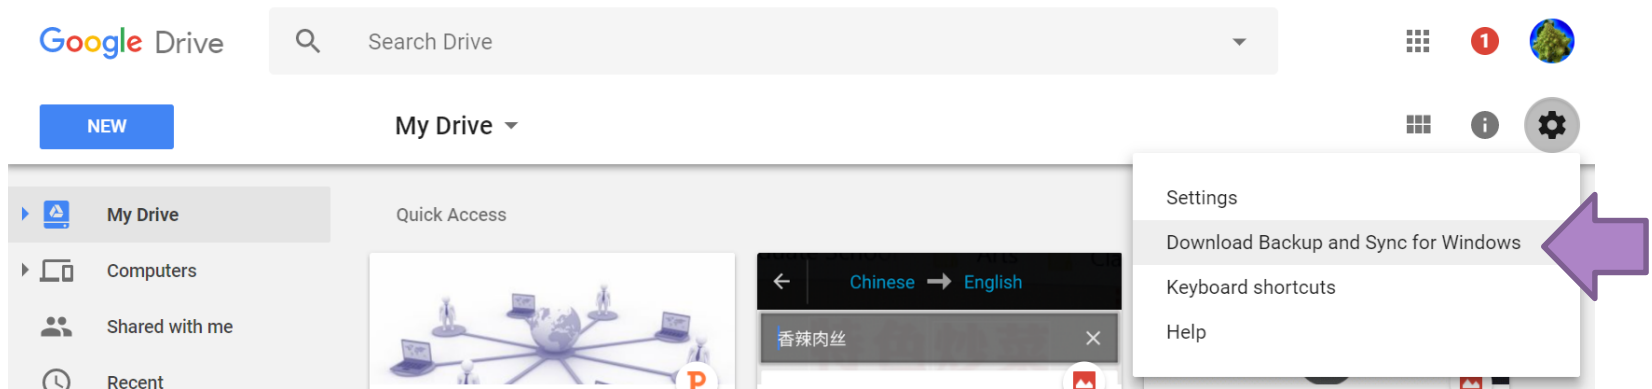 Google Drive
Search Drive
1
NEW
My Drive
Settings
My Drive
Quick Access
Download Backup and Sync for Windows
Computers
Chinese English
Keyboard shortcuts
Shared with me
香辣肉丝
Help
Recent
P